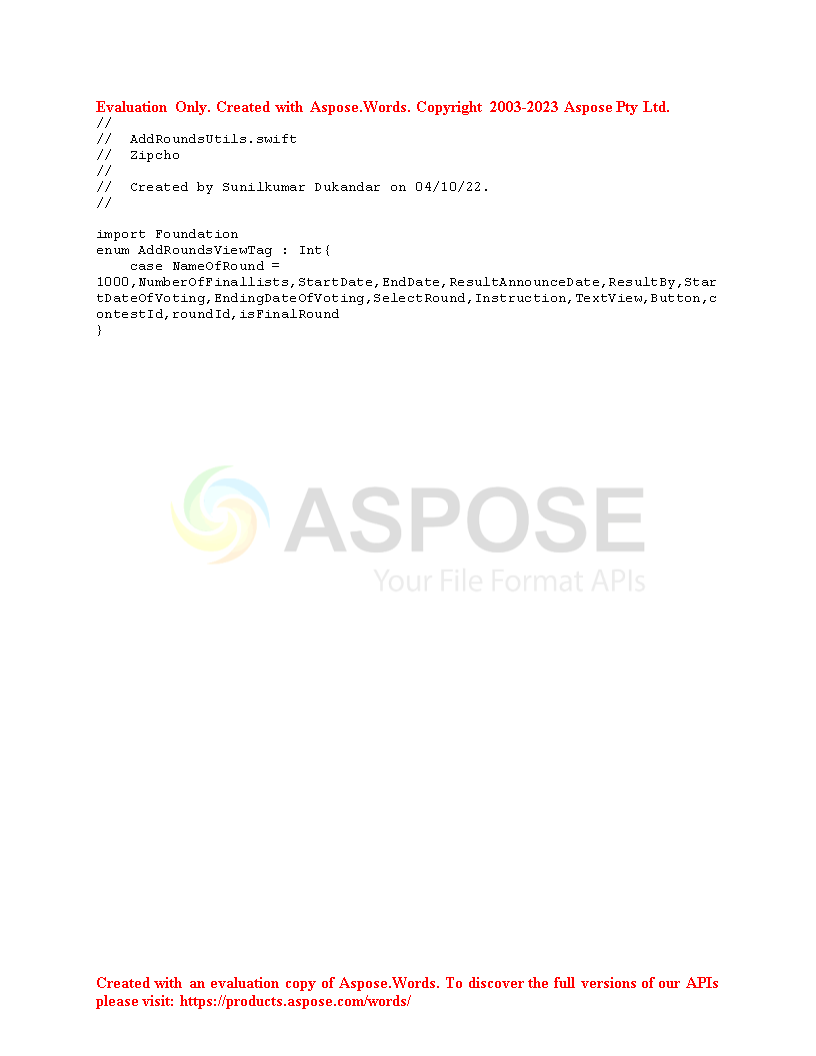 Evaluation Only. Created with Aspose.Words. Copyright 2003-2023 Aspose Pty Ltd.
//
//  AddRoundsUtils.swift
//  Zipcho
//
//  Created by Sunilkumar Dukandar on 04/10/22.
//

import Foundation
enum AddRoundsViewTag : Int{
    case NameOfRound =
1000,NumberOfFinallists,StartDate,EndDate,ResultAnnounceDate,ResultBy,Star
tDateOfVoting,EndingDateOfVoting,SelectRound,Instruction,TextView,Button,c
ontestId,roundId,isFinalRound
}
ASPOSE
Your File Format APIs
Created with an evaluation copy of Aspose.Words. To discover the full versions of our APIs
please visit: https://products.aspose.com/words/